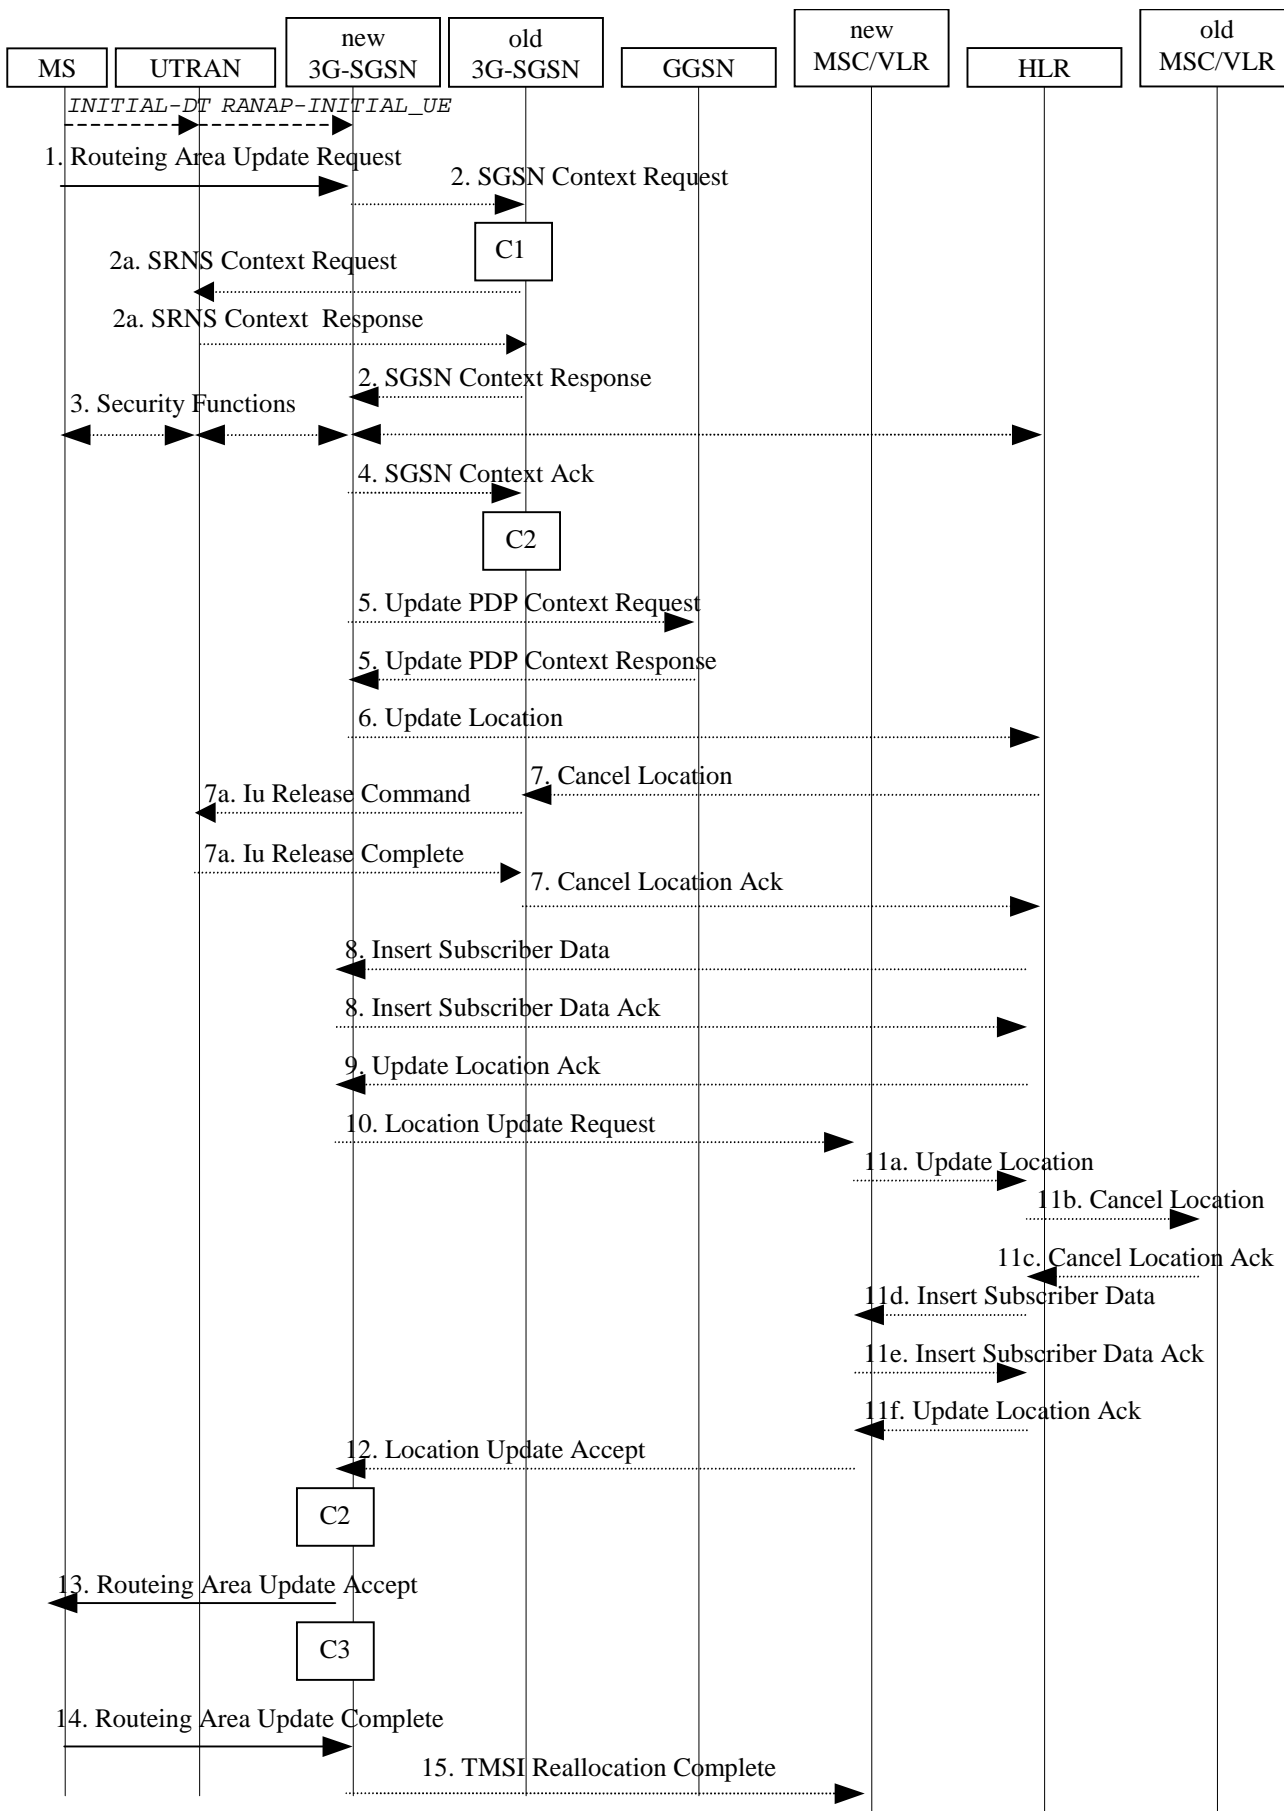 new
old
new
old
MS
UTRAN
3G-SGSN
3G-SGSN
GGSN
MSC/VLR
HLR
MSC/VLR
INITIAL-DT RANAP-INITIAL_UE
1. Routeing Area Update Request
2. SGSN Context Request
C1
2a. SRNS Context Request
2a. SRNS Context Response
2. SGSN Context Response
3. Security Functions
4. SGSN Context Ack
C2
5. Update PDP Context Request
5. Update PDP Context Response
6. Update Location
7. Cancel Location
7a. Iu Release Command
7a. Iu Release Complete
7. Cancel Location Ack
8. Insert Subscriber Data
8. Insert Subscriber Data Ack
9. Update Location Ack
10. Location Update Request
11a. Update Location
11b. Cancel Location
11c. Cancel Location Ack
11d. Insert Subscriber Data
11e. Insert Subscriber Data Ack
11f. Update Location Ack
12. Location Update Accept
C2
13. Routeing Area Update Accept
C3
14. Routeing Area Update Complete
15. TMSI Reallocation Complete